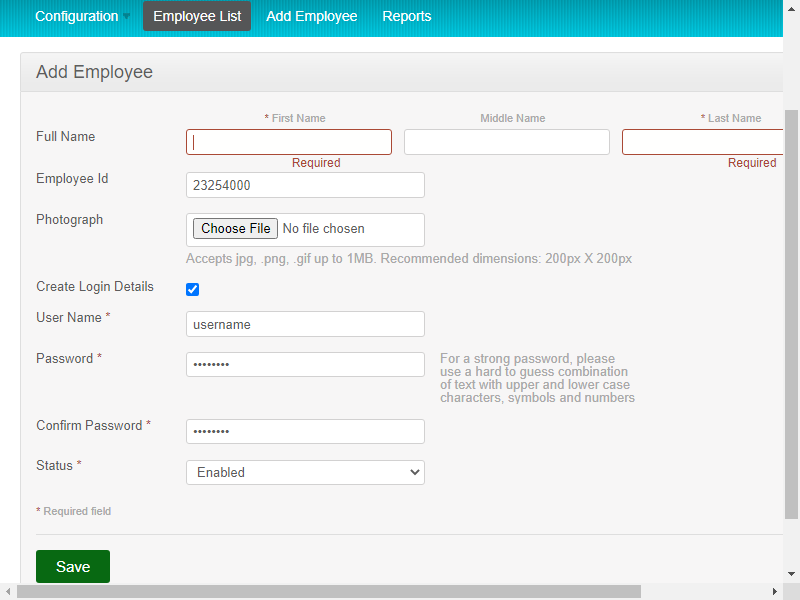 Configuration Employee List Add Employee Reports
Add Employee
* First Name Middle Name * Last Name
Full Name
Required Required
Employee Id 23254000
Photograph Choose File No file chosen
Accepts jpg, .png, .gif up to 1MB. Recommended dimensions: 200px X 200px
Create Login Details
User Name * username
Password * •••••••• For a strong password, please
use a hard to guess combination
of text with upper and lower case
characters, symbols and numbers
Confirm Password * ••••••••
Status * Enabled
* Required field
Save